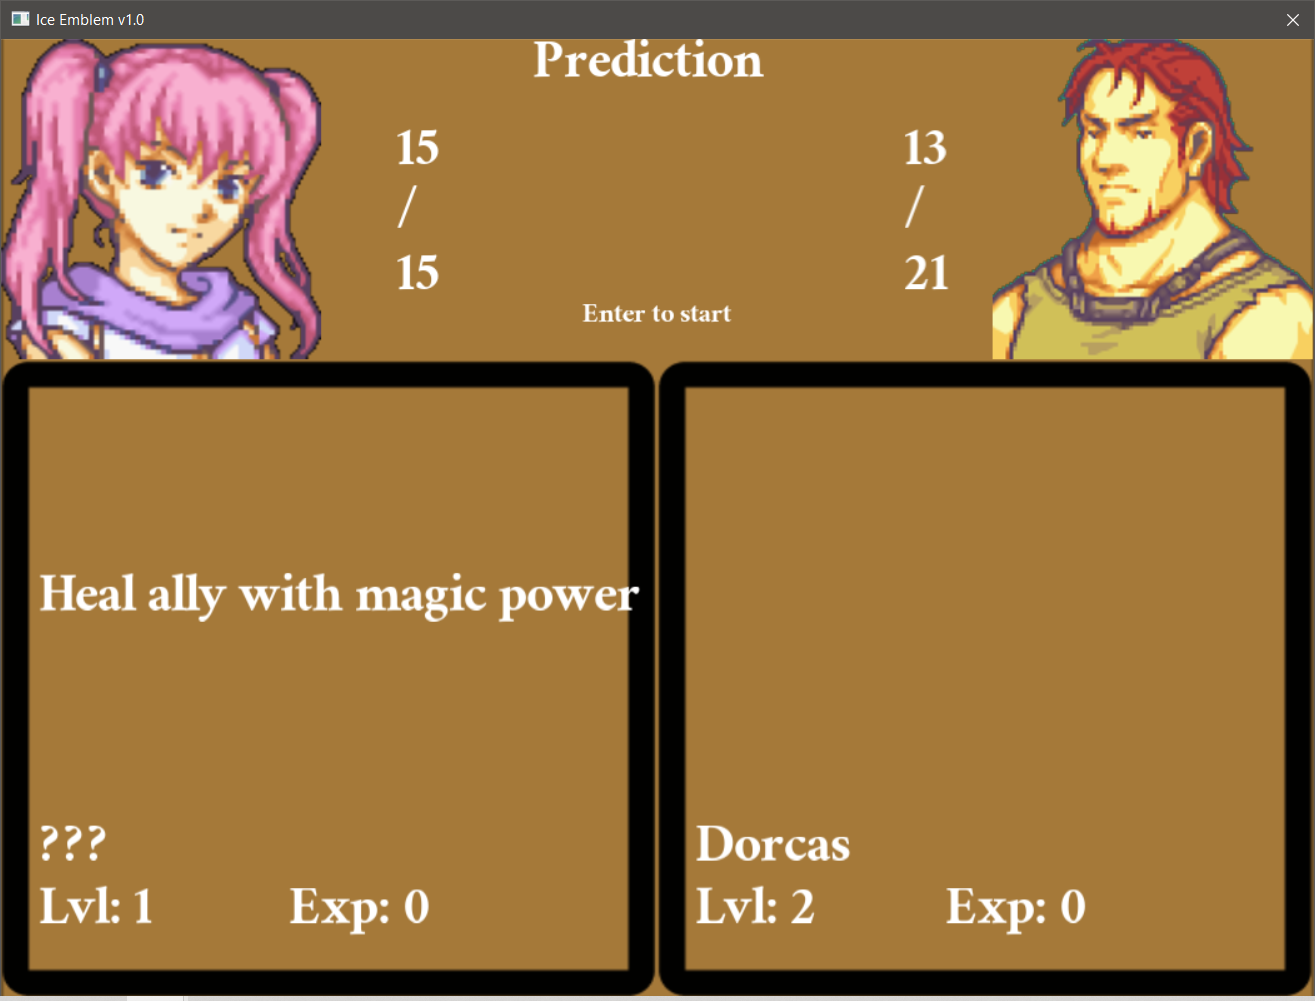 Ice Emblem v1.0
Prediction
15
/
15
13
/
21
Enter to start
Heal ally with magic power
???
Lvl: 1 Exp: 0
Dorcas
Lvl: 2 Exp: 0